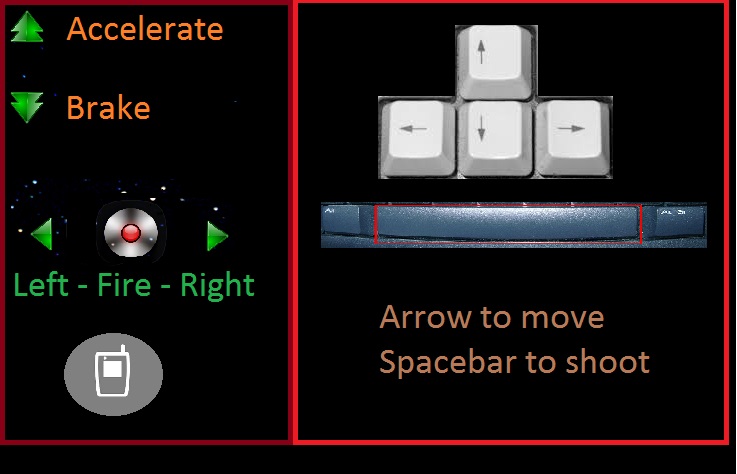 Accelerate
Brake
Left - Fire - Right
Arrow to move
Spacebar to shoot